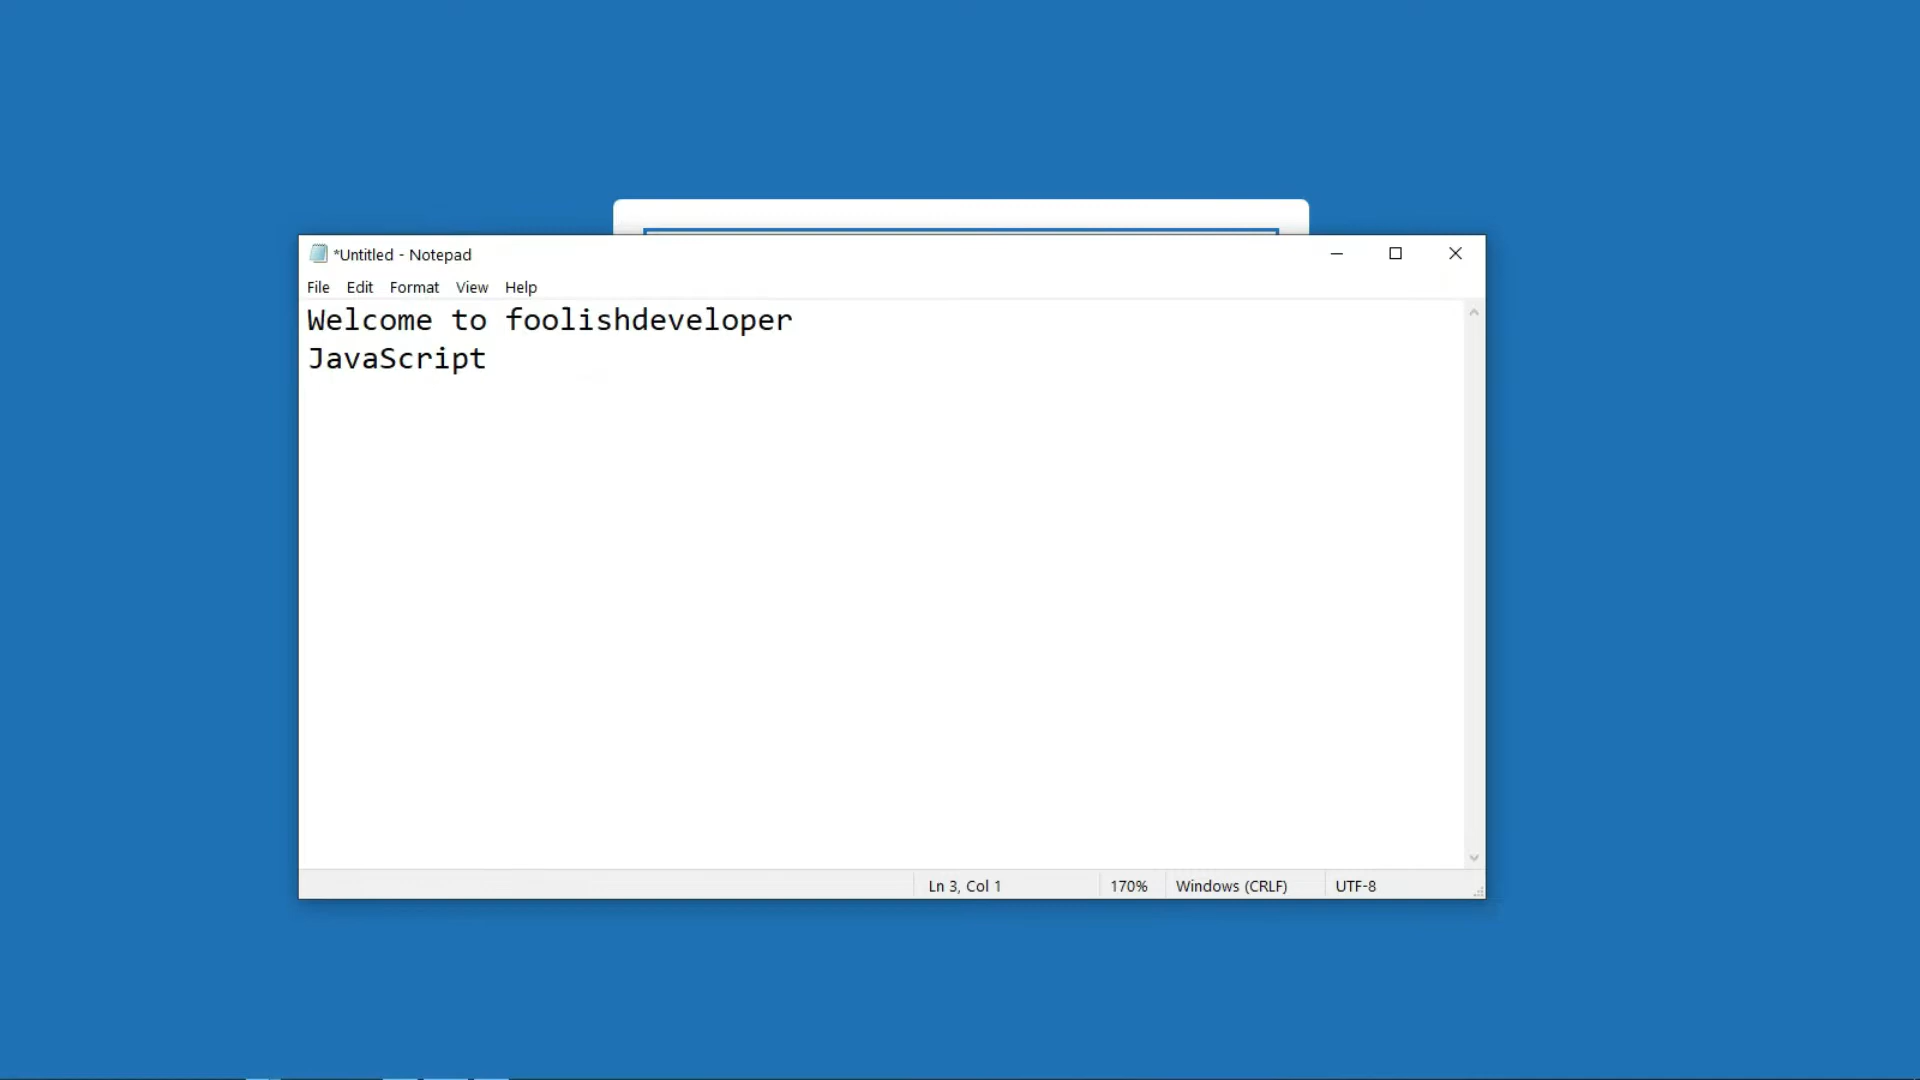 *Untitled - Notepad
File Edit Format View Help
Welcome to foolishdeveloper
JavaScript
Ln 3, Col 1 170% Windows (CRLF) UTF-8